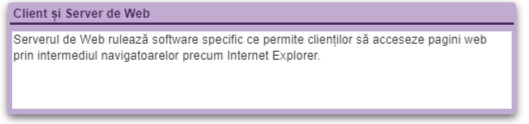 Client și Server de Web
Serverul de Web rulează software specific ce permite clienților să acceseze pagini web
prin intermediul navigatoarelor precum Internet Explorer.